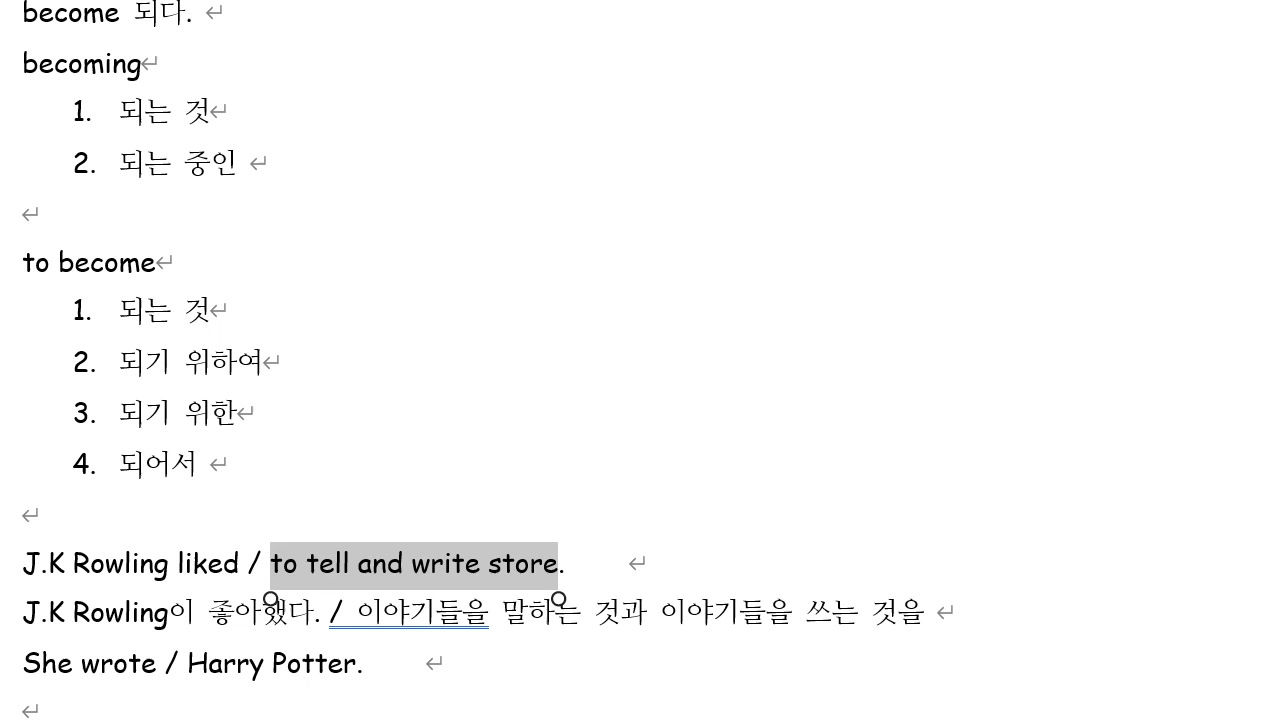 become 되다.
becoming
1. 되는 것
2. 되는 중인
to become
1. 되는 것
2. 되기 위하여
3. 되기 위한
4. 되어서
J.K Rowling liked / to tell and write store.
J.K Rowling이 좋아했다. / 이야기들을 말하는 것과 이야기들을 쓰는 것을
She wrote / Harry Potter.